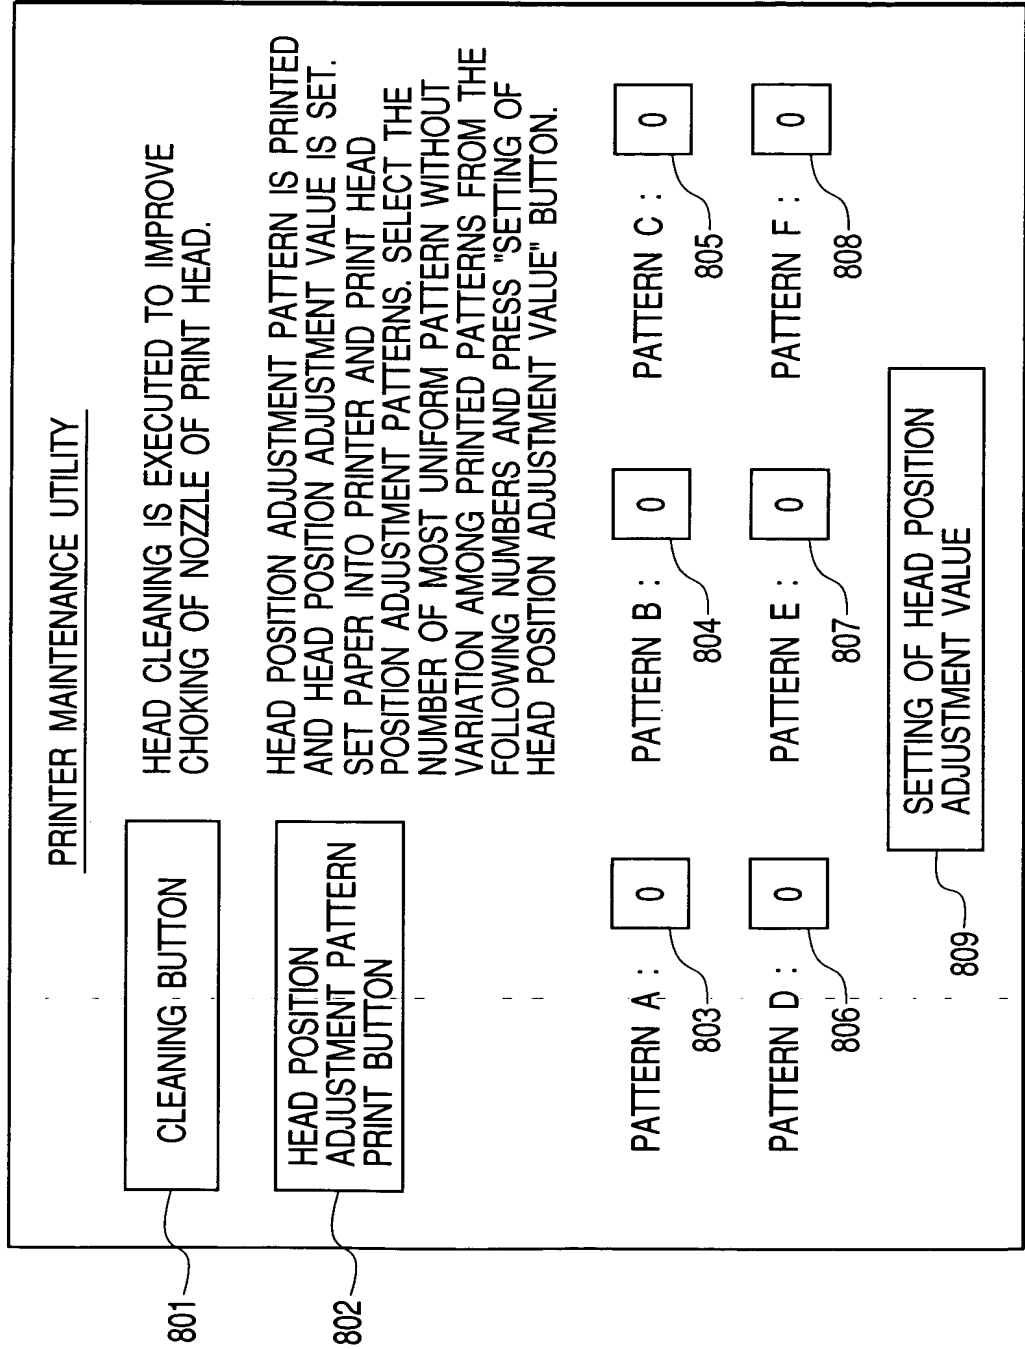 PRINTER MAINTENANCE UTILITY
801
CLEANING BUTTON
HEAD CLEANING IS EXECUTED TO IMPROVE
CHOKING OF NOZZLE OF PRINT HEAD.
802
HEAD POSITION
ADJUSTMENT PATTERN
PRINT BUTTON
HEAD POSITION ADJUSTMENT PATTERN IS PRINTED
AND HEAD POSITION ADJUSTMENT VALUE IS SET.
SET PAPER INTO PRINTER AND PRINT HEAD
POSITION ADJUSTMENT PATTERNS. SELECT THE
NUMBER OF MOST UNIFORM PATTERN WITHOUT
VARIATION AMONG PRINTED PATTERNS FROM THE
FOLLOWING NUMBERS AND PRESS "SETTING OF
HEAD POSITION ADJUSTMENT VALUE" BUTTON.
PATTERN A : 0
803
PATTERN B : 0
804
PATTERN C : 0
805
PATTERN D : 0
806
PATTERN E : 0
807
PATTERN F : 0
808
SETTING OF HEAD POSITION
ADJUSTMENT VALUE
809